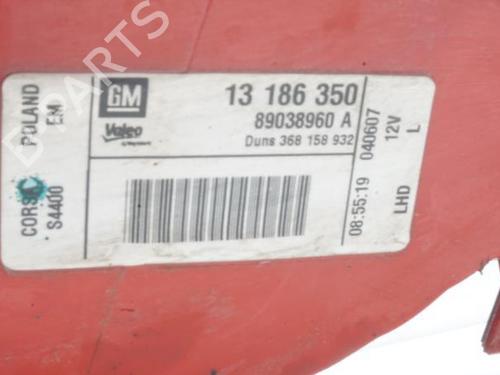 B-PARTS
GM
Valeo
13 186 350
89038960 A
Duns 368 158 932
POLAND EM
CORSA S4400
08:55:19 040607
LHD 12V L